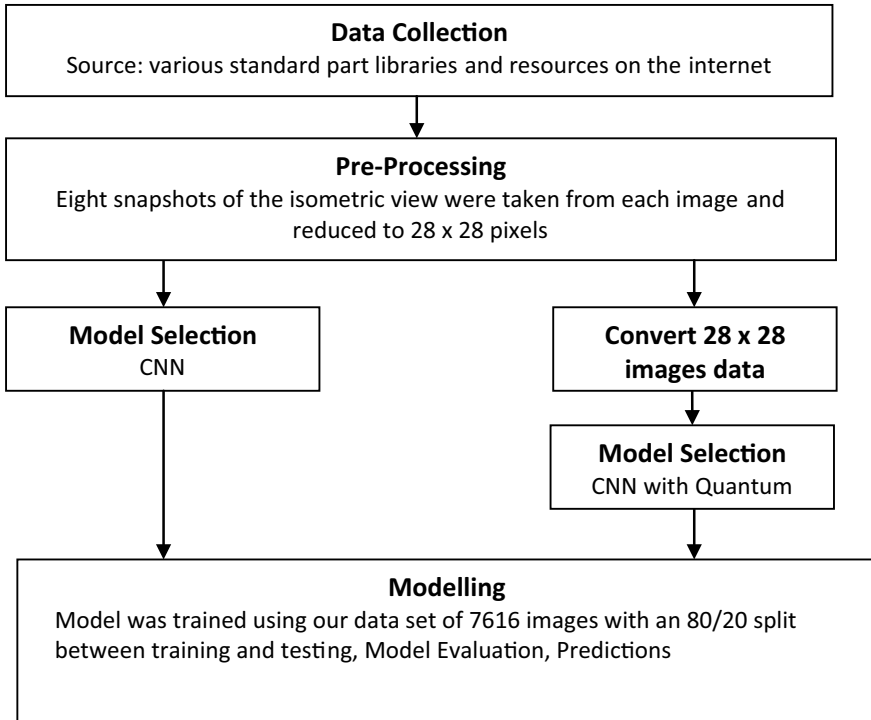 Data Collection
Source: various standard part libraries and resources on the internet
Pre-Processing
Eight snapshots of the isometric view were taken from each image and
reduced to 28 x 28 pixels
Model Selection
CNN
Convert 28 x 28
images data
Model Selection
CNN with Quantum
Modelling
Model was trained using our data set of 7616 images with an 80/20 split
between training and testing, Model Evaluation, Predictions